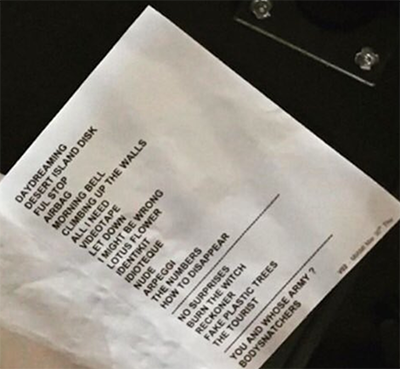 DAYDREAMING
DESERT ISLAND DISK
FUL STOP
AIRBAG
MORNING BELL
CLIMBING UP THE WALLS
ALL I NEED
VIDEOTAPE
LET DOWN
I MIGHT BE WRONG
LOTUS FLOWER
IDENTIKIT
IDIOTEQUE
NUDE
ARPEGGI
THE NUMBERS
HOW TO DISAPPEAR
NO SURPRISES
BURN THE WITCH
RECKONER
FAKE PLASTIC TREES
THE TOURIST
YOU AND WHOSE ARMY ?
BODYSNATCHERS